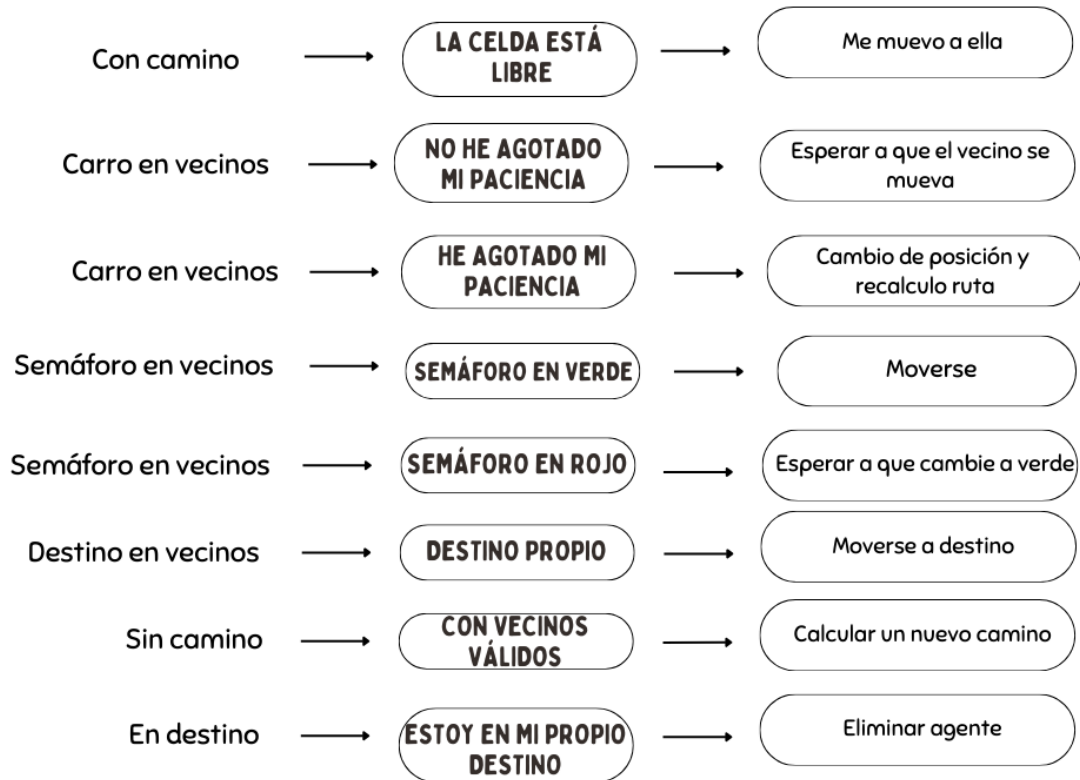 Con camino
LA CELDA ESTÁ
LIBRE
Me muevo a ella
Carro en vecinos
NO HE AGOTADO
MI PACIENCIA
Esperar a que el vecino se
mueva
Carro en vecinos
HE AGOTADO MI
PACIENCIA
Cambio de posición y
recalculo ruta
Semáforo en vecinos
SEMÁFORO EN VERDE
Moverse
Semáforo en vecinos
SEMÁFORO EN ROJO
Esperar a que cambie a verde
Destino en vecinos
DESTINO PROPIO
Moverse a destino
Sin camino
CON VECINOS
VÁLIDOS
Calcular un nuevo camino
En destino
ESTOY EN MI PROPIO
DESTINO
Eliminar agente